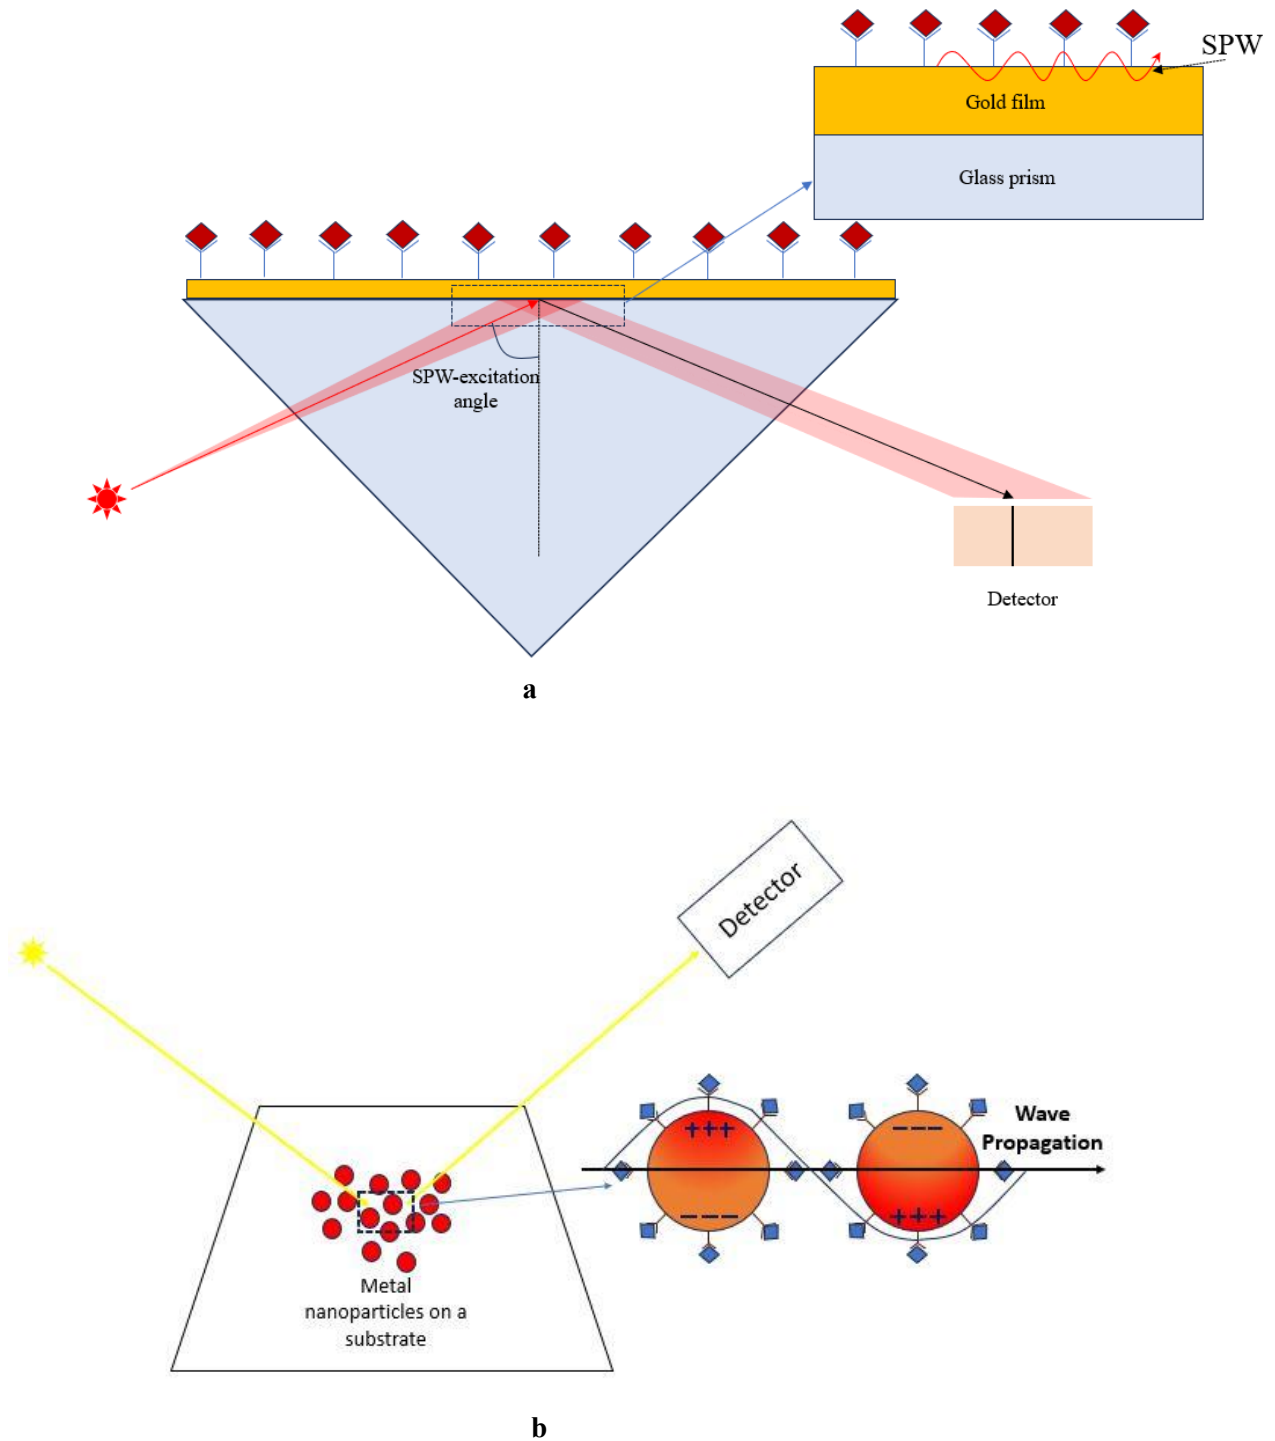 SPW
Gold film
Glass prism
SPW-excitation
angle
Detector
a
Detector
+++
---
---
+++
Wave
Propagation
Metal
nanoparticles on a
substrate
b